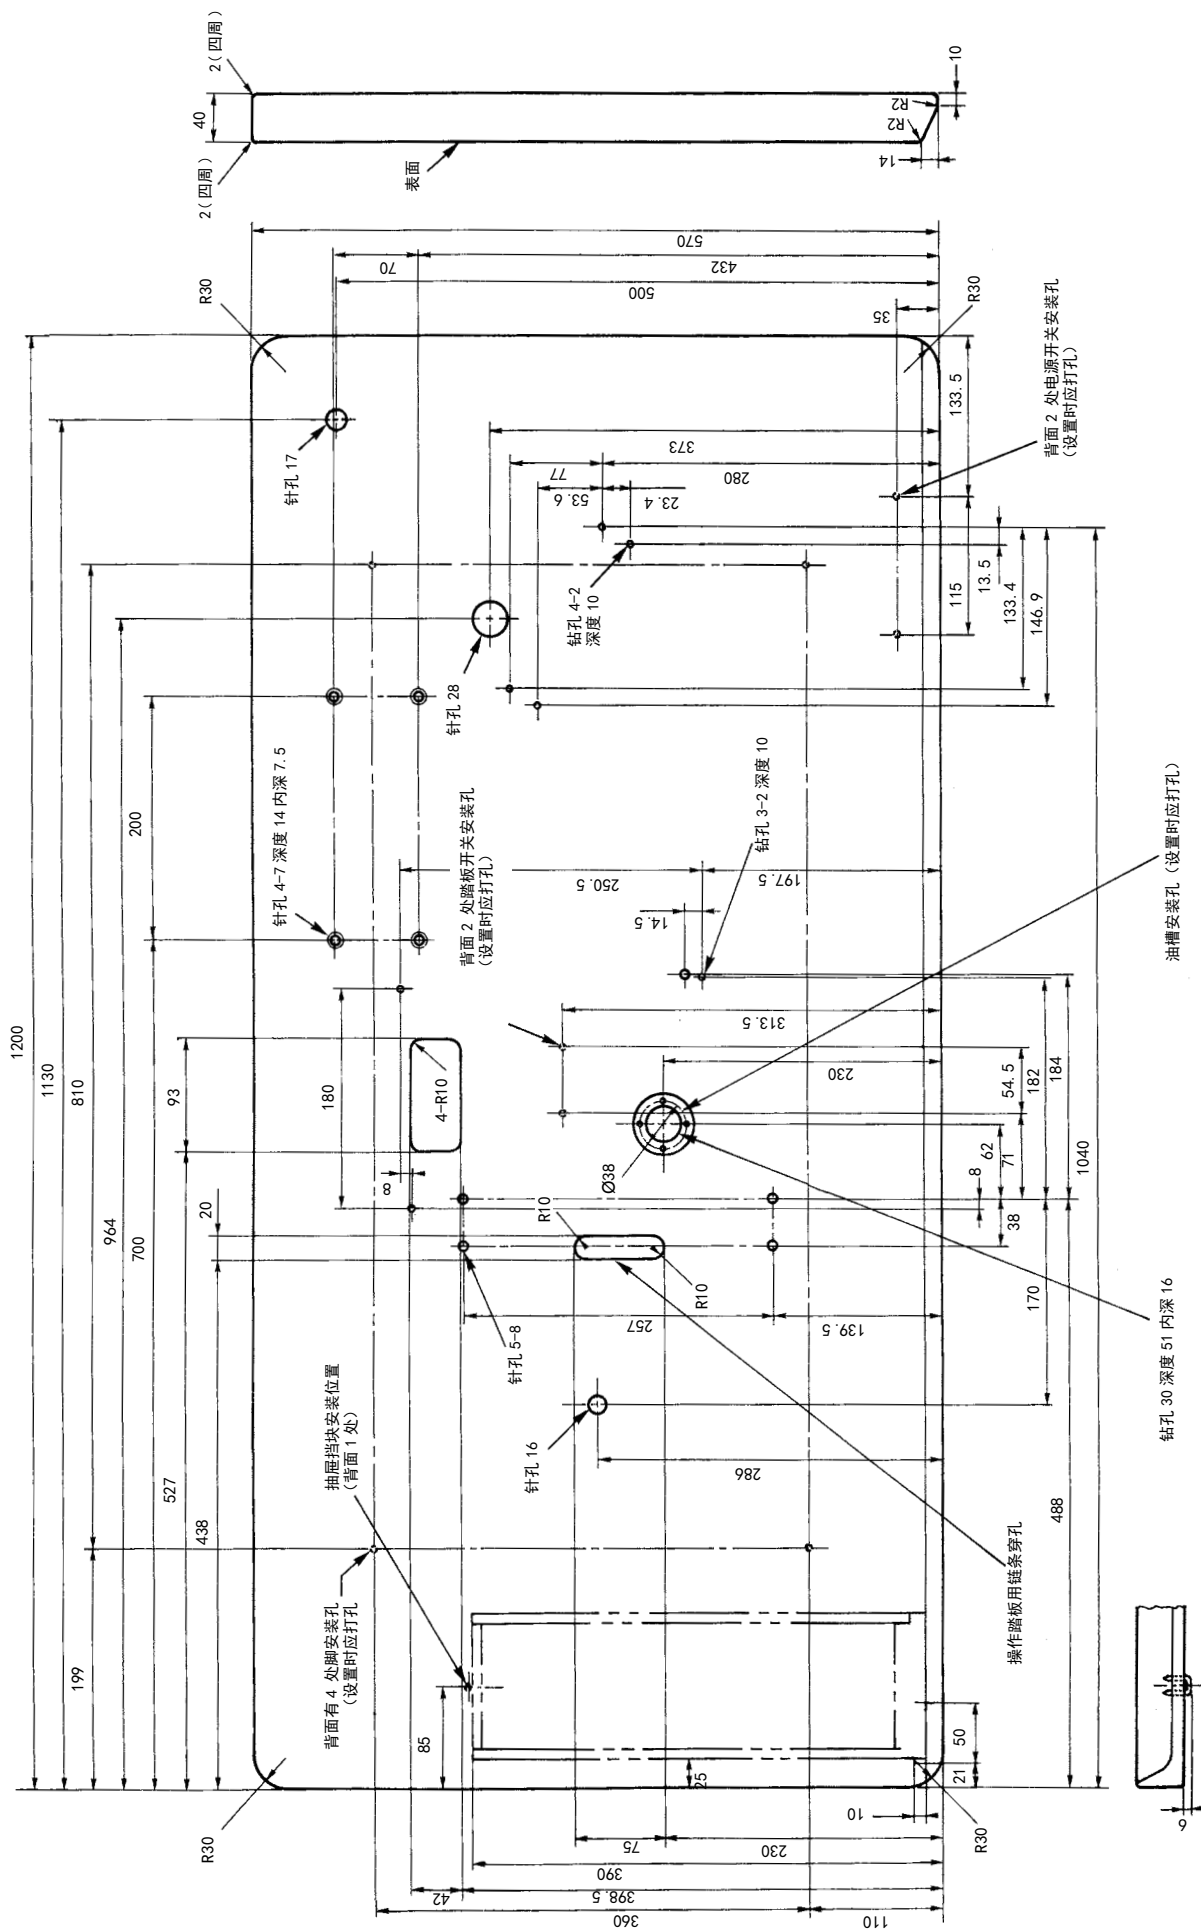 1200
1130
199
810
964
700
200
527
93
438
20
180
R30
R30
2(四周)
40
2(四周)
表面
R2
R2
14
10
背面有 4 处脚安装孔
(设置时应打孔
抽屉挡块安装位置
(背面 1 处)
针孔 4-7 深度 14 内深 7.5
针孔 17
背面 2 处踏板开关安装孔
(设置时应打孔)
针孔 28
4-R10
8
70
570
432
500
35
85
针孔 5-8
R10
R10
Ø38
针孔 16
257
139.5
286
250.5
197.5
14.5
313.5
230
钻孔 3-2 深度 10
钻孔 4-2
深度 10
77
53.6
23.4
280
373
42
398.5
390
360
110
75
230
25
10
R30
21
50
R30
133.5
115
13.5
133.4
146.9
背面 2 处电源开关安装孔
(设置时应打孔)
8
38
62
71
54.5
170
182
184
488
1040
操作踏板用链条穿孔
钻孔 30 深度 51 内深 16
油槽安装孔(设置时应打孔)
6